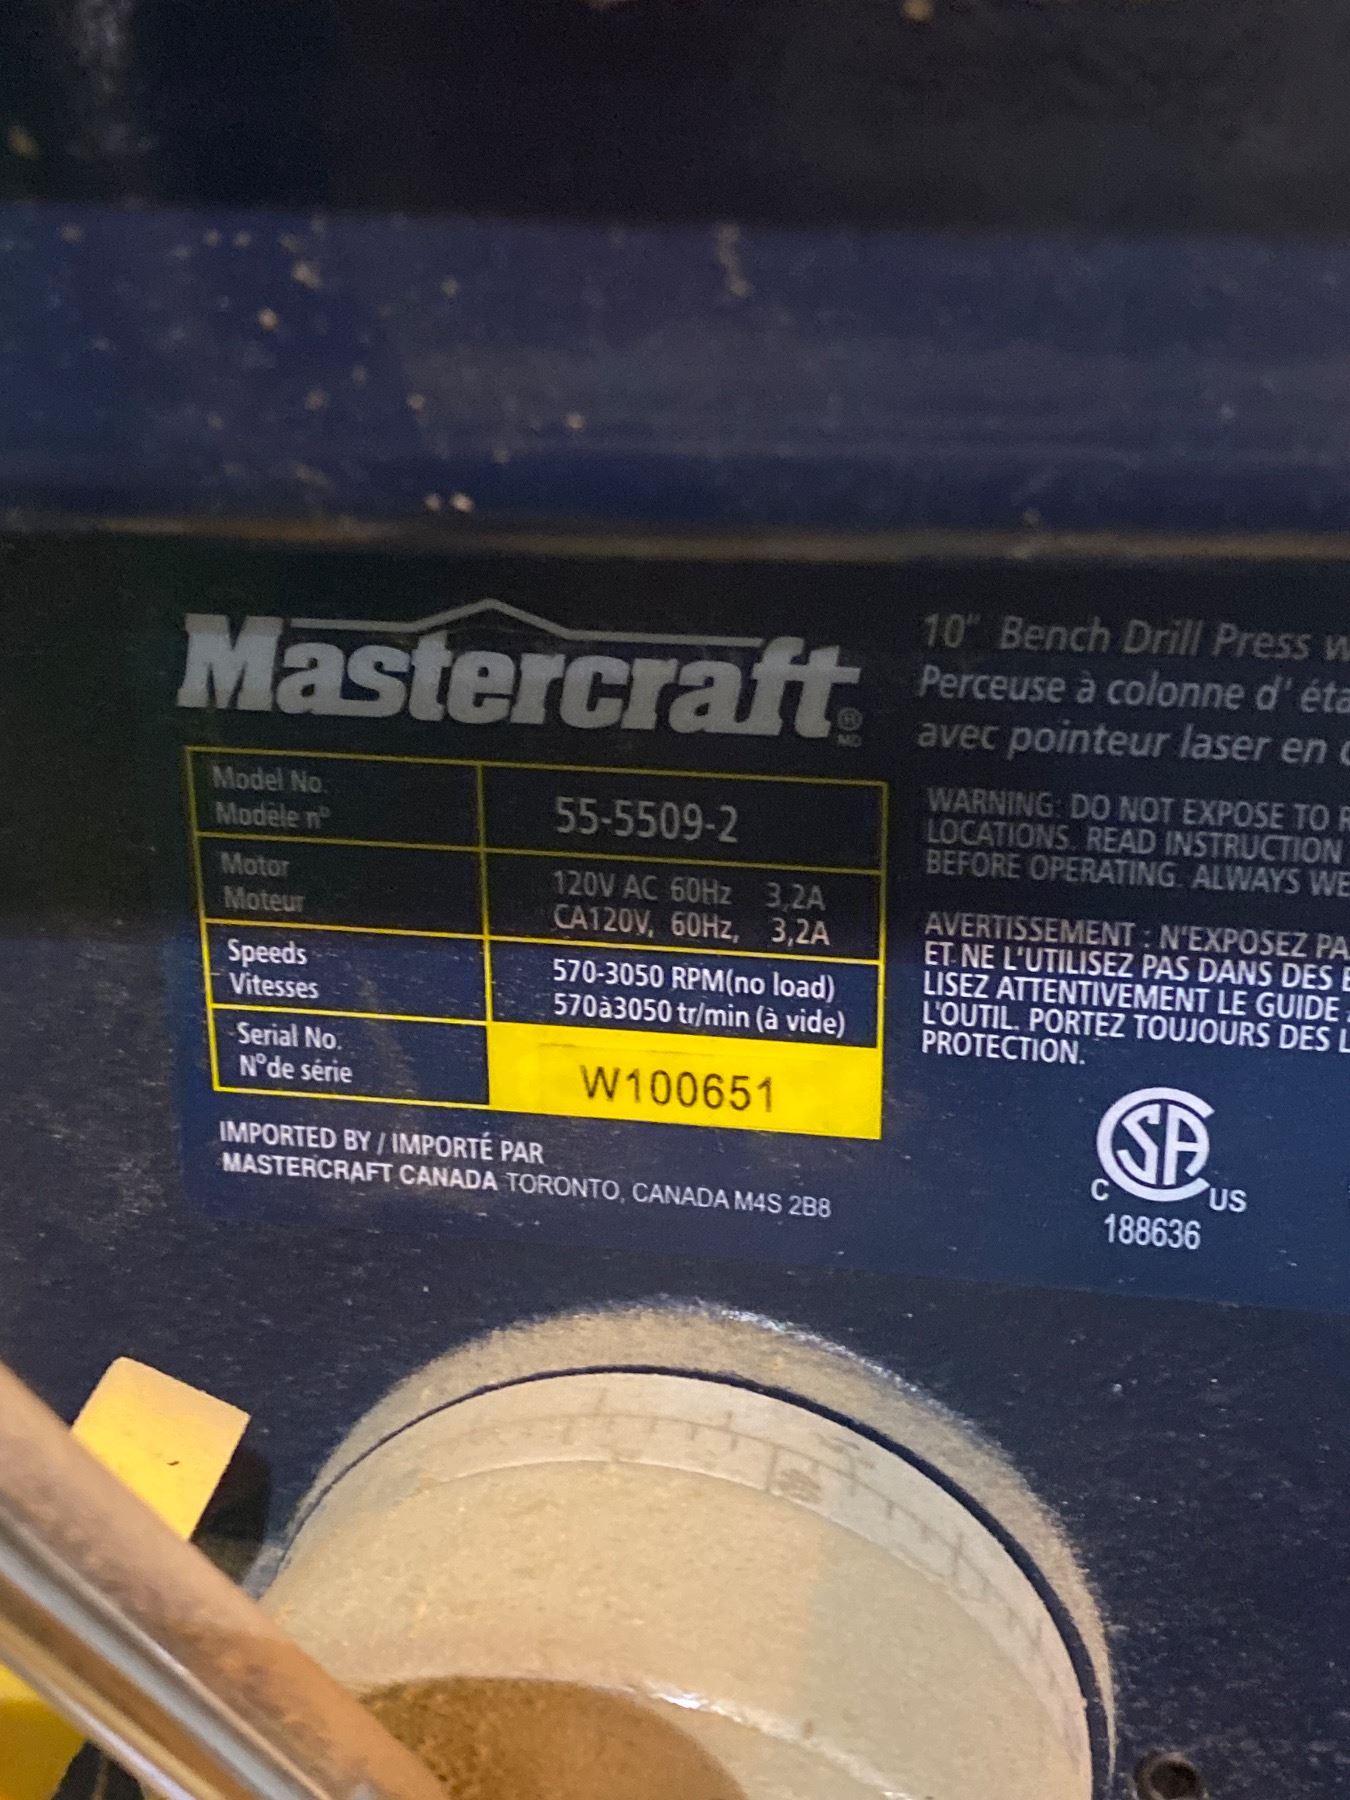 Mastercraft
® MD
10" Bench Drill Press
Perceuse à colonne d'
avec pointeur laser en
Model No.
Modèle nº
55-5509-2
Motor
Moteur
120V AC 60Hz 3,2A
CA120V, 60Hz, 3,2A
Speeds
Vitesses
570-3050 RPM(no load)
570à3050 tr/min (à vide)
Serial No.
Nºde série
W100651
IMPORTED BY / IMPORTÉ PAR
MASTERCRAFT CANADA TORONTO, CANADA M4S 2B8
WARNING: DO NOT EXPOSE TO
LOCATIONS. READ INSTRUCTION
BEFORE OPERATING. ALWAYS
AVERTISSEMENT : N'EXPOSEZ
ET NE L'UTILISEZ PAS DANS DES
LISEZ ATTENTIVEMENT LE GUIDE
L'OUTIL. PORTEZ TOUJOURS DES
PROTECTION.
C SA US
188636